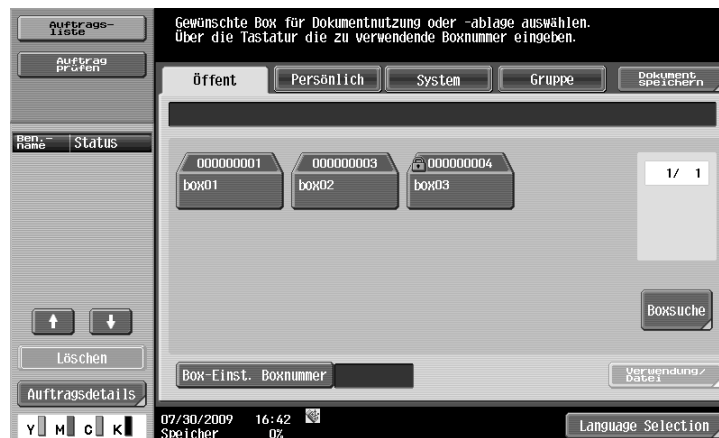 Auftrags-
liste
Auftrag
prüfen
Gewünschte Box für Dokumentnutzung oder -ablage auswählen.
Über die Tastatur die zu verwendende Boxnummer eingeben.
Öffent
Persönlich
System
Gruppe
Dokument
speichern
Ben.-
name
Status
000000001
box01
000000003
box02
000000004
box03
1/ 1
Boxsuche
Löschen
Auftragsdetails
Box-Einst. Boxnummer
Verwendung/
Datei
Y M C K
07/30/2009 16:42
Speicher 0%
Language Selection